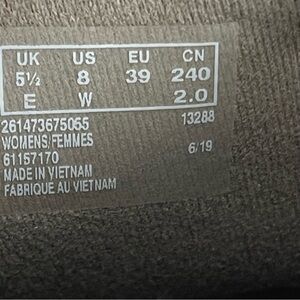 UK US EU CN
5½ 8 39 240
E W 2.0
261473675055 13288
WOMENS/FEMMES
61157170 6/19
MADE IN VIETNAM
FABRIQUE AU VIETNAM